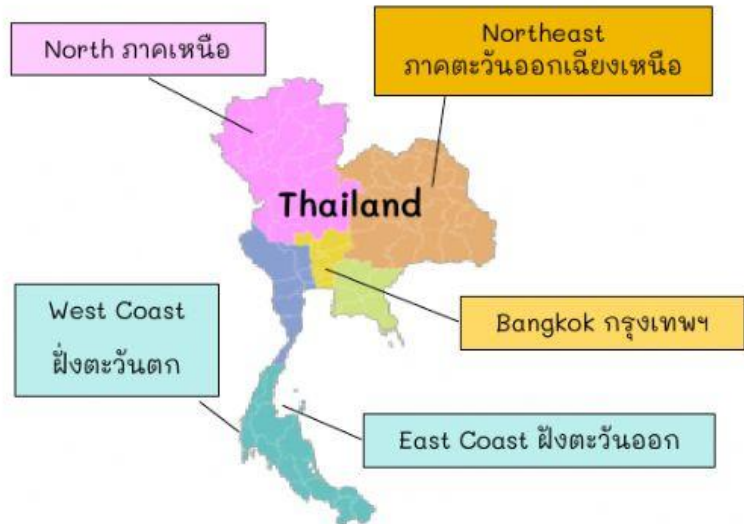 North ภาคเหนือ
Northeast
ภาคตะวันออกเฉียงเหนือ
Thailand
West Coast
ฝั่งตะวันตก
Bangkok กรุงเทพฯ
East Coast ฝั่งตะวันออก